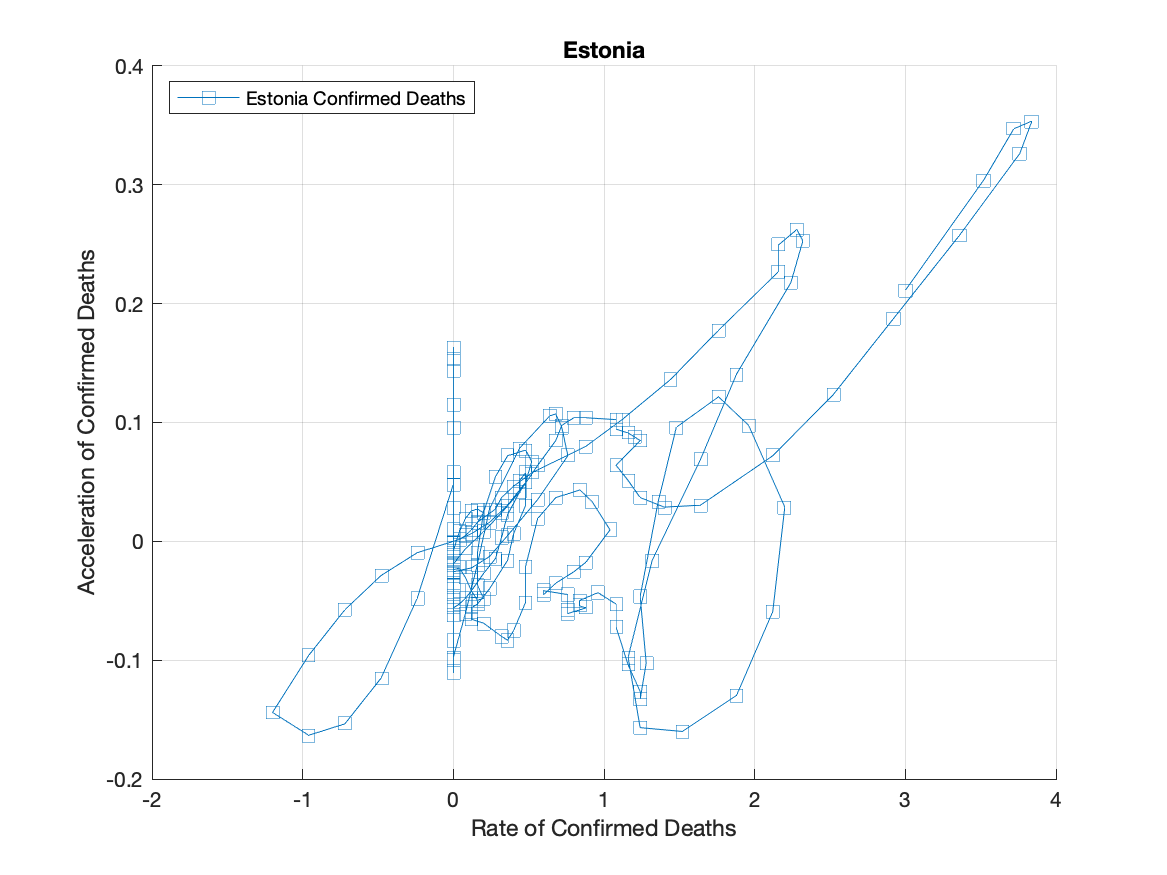 Estonia
0.4
Estonia Confirmed Deaths
0.3
0.2
0.1
0
-0.1
-0.2
Acceleration of Confirmed Deaths
-2 -1 0 1 2 3 4
Rate of Confirmed Deaths